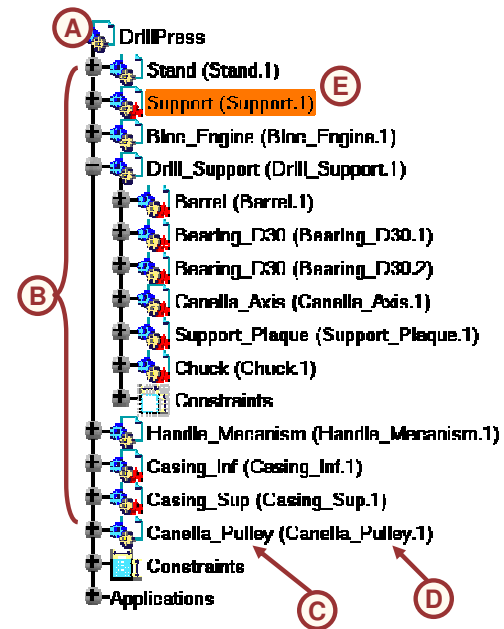 A
DrillPress
Stand (Stand.1)
E
Support (Support.1)
Bloc_Engine (Bloc_Engine.1)
Drill_Support (Drill_Support.1)
Barrel (Barrel.1)
Bearing_D30 (Bearing_D30.1)
Bearing_D30 (Bearing_D30.2)
B
Canella_Axis (Canella_Axis.1)
Support_Plaque (Support_Plaque.1)
Chuck (Chuck.1)
Constraints
Handle_Mecanism (Handle_Mecanism.1)
Casing_Inf (Casing_Inf.1)
Casing_Sup (Casing_Sup.1)
Canella_Pulley (Canella_Pulley.1)
Constraints
Applications
C
D